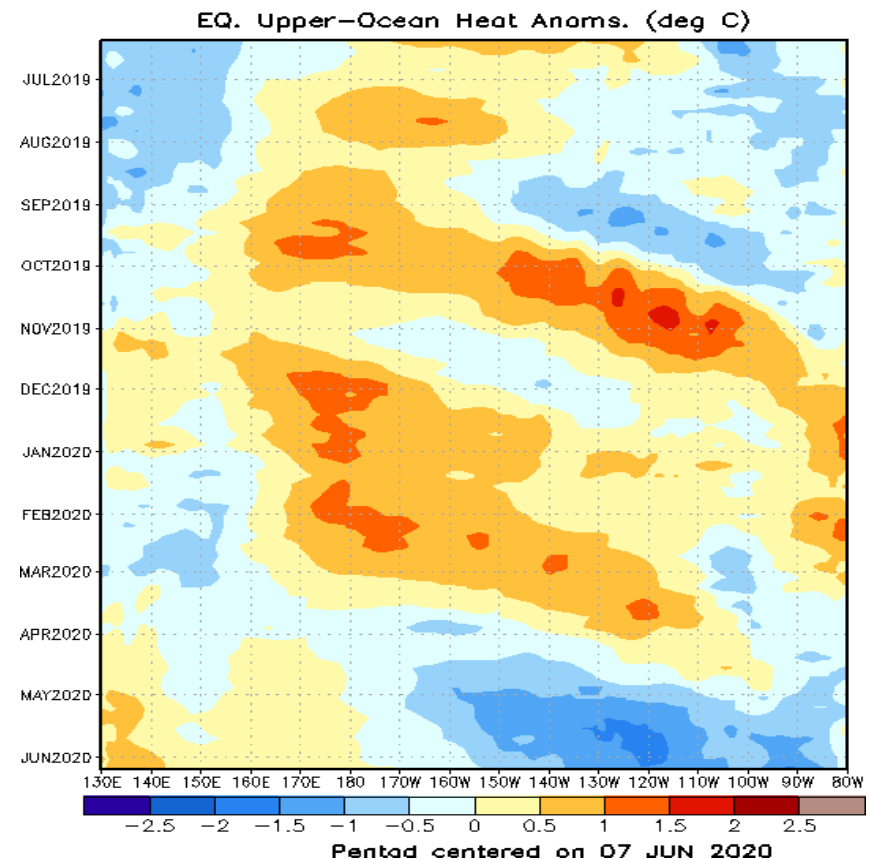 EQ. Upper-Ocean Heat Anoms. (deg C)
JUL2019
AUG2019
SEP2019
OCT2019
NOV2019
DEC2019
JAN2020
FEB2020
MAR2020
APR2020
MAY2020
JUN2020
130E 140E 150E 160E 170E 180 170W 160W 150W 140W 130W 120W 110W 100W 90W 80W
-2.5 -2 -1.5 -1 -0.5 0 0.5 1 1.5 2 2.5
Pentad centered on 07 JUN 2020